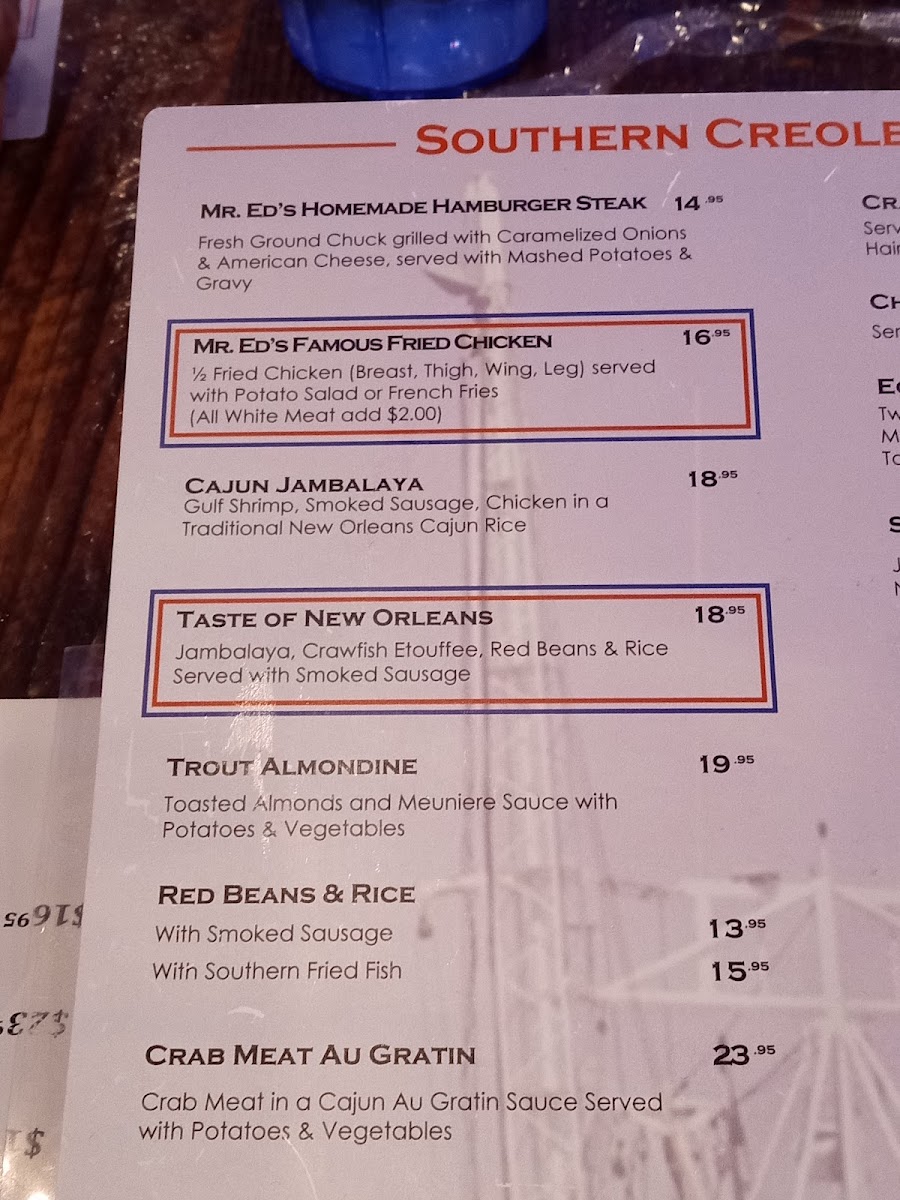 SOUTHERN CREOLE
MR. ED'S HOMEMADE HAMBURGER STEAK 14.95
Fresh Ground Chuck grilled with Caramelized Onions
& American Cheese, served with Mashed Potatoes &
Gravy
MR. ED'S FAMOUS FRIED CHICKEN 16.95
½ Fried Chicken (Breast, Thigh, Wing, Leg) served
with Potato Salad or French Fries
(All White Meat add $2.00)
CAJUN JAMBALAYA 18.95
Gulf Shrimp, Smoked Sausage, Chicken in a
Traditional New Orleans Cajun Rice
TASTE OF NEW ORLEANS 18.95
Jambalaya, Crawfish Etouffee, Red Beans & Rice
Served with Smoked Sausage
TROUT ALMONDINE 19.95
Toasted Almonds and Meuniere Sauce with
Potatoes & Vegetables
RED BEANS & RICE
With Smoked Sausage 13.95
With Southern Fried Fish 15.95
CRAB MEAT AU GRATIN 23.95
Crab Meat in a Cajun Au Gratin Sauce Served
with Potatoes & Vegetables
$16.95